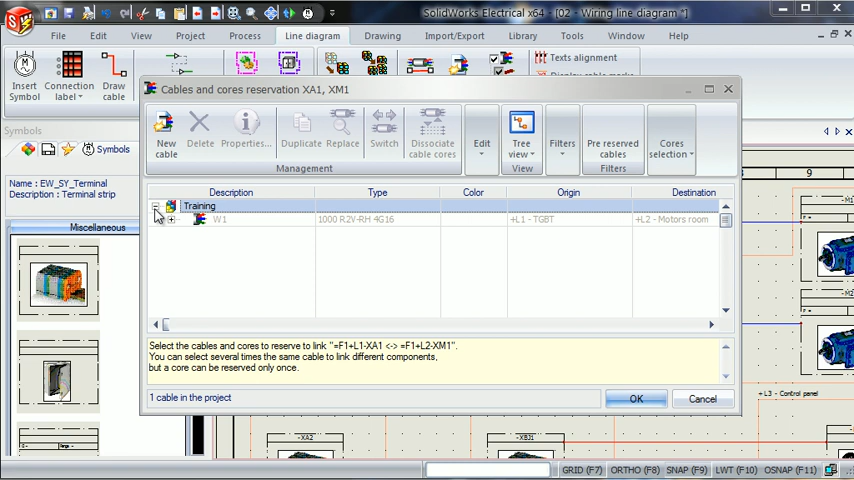 SolidWorks Electrical x64 - [02 - Wiring line diagram *]
File Edit View Project Process Line diagram Drawing Import/Export Library Tools Window Help
Insert Symbol
Connection label
Draw cable
Texts alignment
Cables and cores reservation XA1, XM1
New cable
Delete
Properties...
Duplicate
Replace
Switch
Dissociate cable cores
Edit
Tree view
Filters
Pre reserved cables
Cores selection
Management View Filters
Symbols
Symbols
Name : EW_SY_Terminal
Description : Terminal strip
Miscellaneous
Description Type Color Origin Destination
Training
W1 1000 R2V-RH 4G16 +L1 - TGBT +L2 - Motors room
Select the cables and cores to reserve to link "=F1+L1-XA1 <-> =F1+L2-XM1".
You can select several times the same cable to link different components,
but a core can be reserved only once.
1 cable in the project
OK Cancel
9
+L3 - Control panel
-XA2
-XBJ1
GRID (F7) ORTHO (F8) SNAP (F9) LWT (F10) OSNAP (F11)